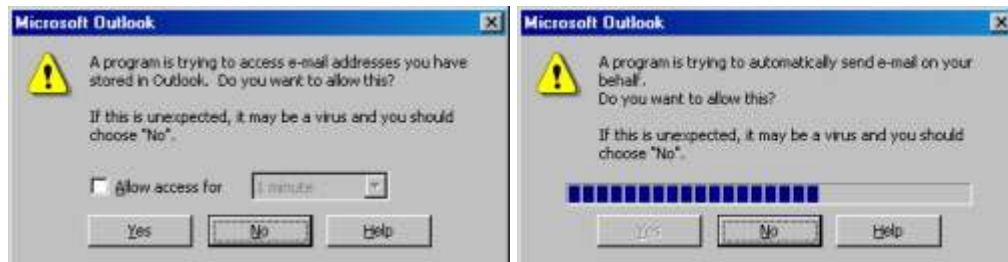 Microsoft Outlook
A program is trying to access e-mail addresses you have
stored in Outlook. Do you want to allow this?
If this is unexpected, it may be a virus and you should
choose "No".
Allow access for
1 minute
Yes
No
Help
Microsoft Outlook
A program is trying to automatically send e-mail on your
behalf.
Do you want to allow this?
If this is unexpected, it may be a virus and you should
choose "No".
Yes
No
Help